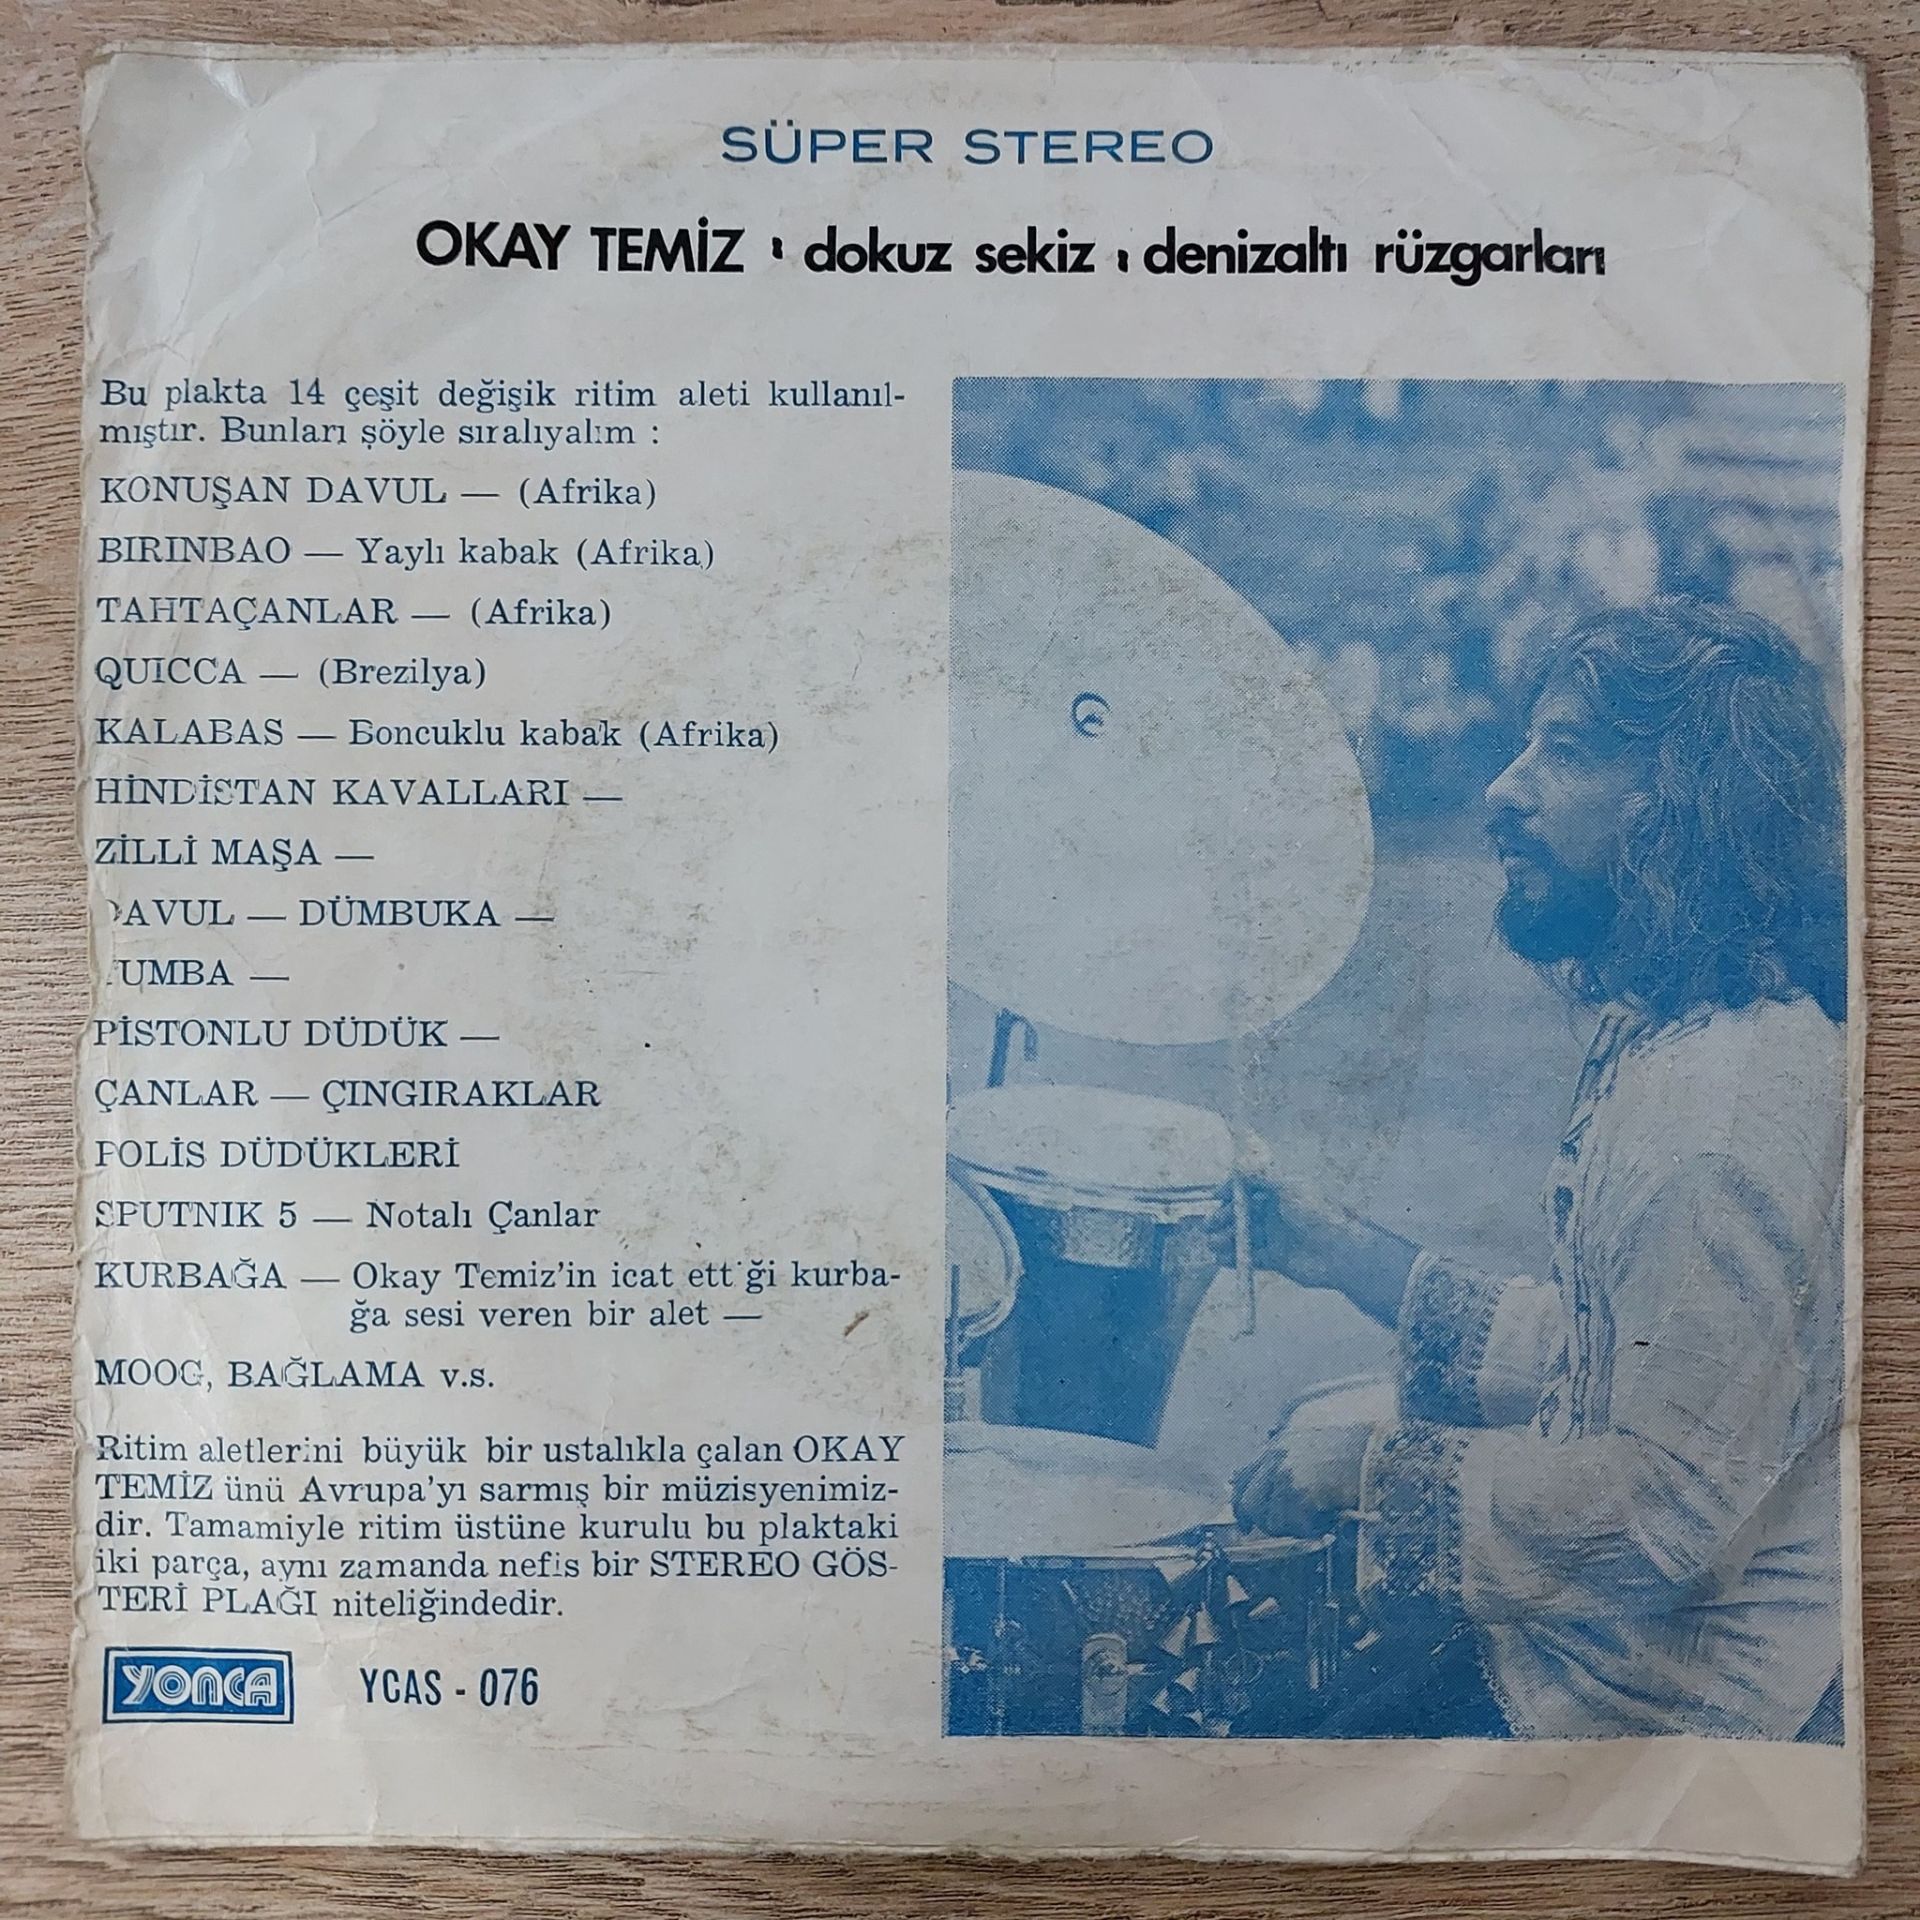 SÜPER STEREO
OKAY TEMİZ : dokuz sekiz , denizaltı rüzgarları
Bu plakta 14 çeşit değişik ritim aleti kullanıl-
mıştır. Bunları şöyle sıralıyalım :
KONUŞAN DAVUL — (Afrika)
BIRINBAO — Yaylı kabak (Afrika)
TAHTAÇANLAR — (Afrika)
QUICCA — (Brezilya)
KALABAS — Boncuklu kabak (Afrika)
HİNDİSTAN KAVALLARI —
ZİLLİ MAŞA —
DAVUL — DÜMBUKA —
TUMBA —
PİSTONLU DÜDÜK —
ÇANLAR — ÇINGIRAKLAR
POLİS DÜDÜKLERİ
SPUTNIK 5 — Notalı Çanlar
KURBAĞA — Okay Temiz'in icat ettiği kurba-
ğa sesi veren bir alet —
MOOG, BAĞLAMA v.s.
Ritim aletlerini büyük bir ustalıkla çalan OKAY
TEMİZ ünü Avrupa'yı sarmış bir müzisyenimiz-
dir. Tamamiyle ritim üstüne kurulu bu plaktaki
iki parça, aynı zamanda nefis bir STEREO GÖS-
TERİ PLAĞI niteliğindedir.
YONCA YCAS - 076